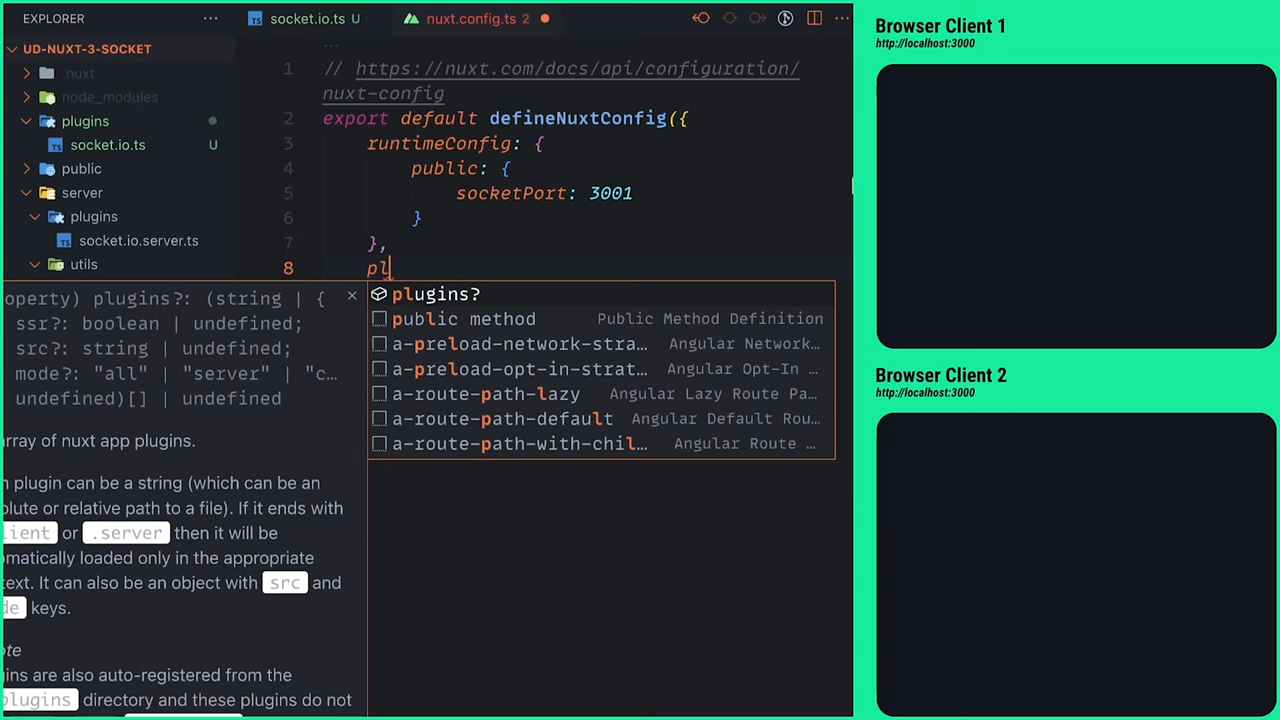 EXPLORER
UD-NUXT-3-SOCKET
.nuxt
node_modules
plugins
socket.io.ts U
public
server
plugins
socket.io.server.ts
utils
socket.io.ts U
nuxt.config.ts 2
1 // https://nuxt.com/docs/api/configuration/
nuxt-config
2 export default defineNuxtConfig({
3 runtimeConfig: {
4 public: {
5 socketPort: 3001
6 }
7 },
8 pl
operty) plugins?: (string | {
ssr?: boolean | undefined;
src?: string | undefined;
mode?: "all" | "server" | "c…
undefined)[] | undefined
array of nuxt app plugins.
n plugin can be a string (which can be an
olute or relative path to a file). If it ends with
lient or .server then it will be
omatically loaded only in the appropriate
text. It can also be an object with src and
de keys.
ote
gins are also auto-registered from the
plugins directory and these plugins do not
plugins?
public method Public Method Definition
a-preload-network-stra… Angular Network…
a-preload-opt-in-strat… Angular Opt-In …
a-route-path-lazy Angular Lazy Route Pa…
a-route-path-default Angular Default Rou…
a-route-path-with-chil… Angular Route …
Browser Client 1
http://localhost:3000
Browser Client 2
http://localhost:3000